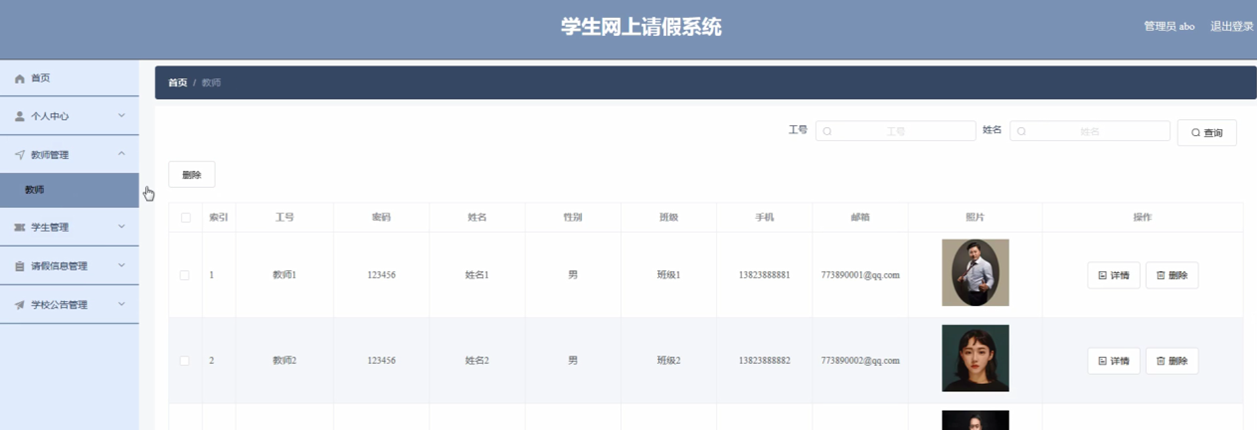 学生网上请假系统
管理员 abo 退出登录
首页
个人中心
教师管理
教师
学生管理
请假信息管理
学校公告管理
首页 / 教师
工号 工号 姓名 姓名 查询
删除
索引 工号 密码 姓名 性别 班级 手机 邮箱 照片 操作
1 教师1 123456 姓名1 男 班级1 13823888881 773890001@qq.com 详情 删除
2 教师2 123456 姓名2 男 班级2 13823888882 773890002@qq.com 详情 删除